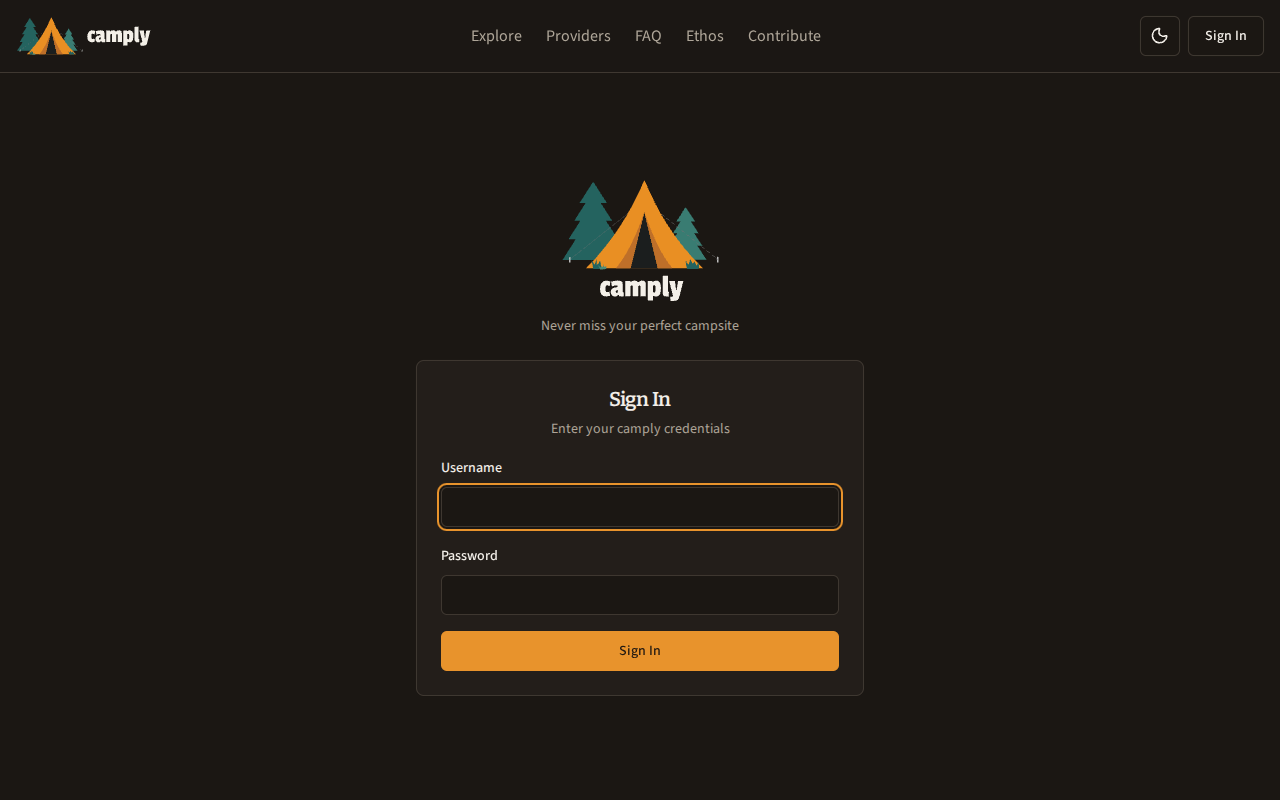 camply
Explore Providers FAQ Ethos Contribute
Sign In
camply
Never miss your perfect campsite
Sign In
Enter your camply credentials
Username
Password
Sign In